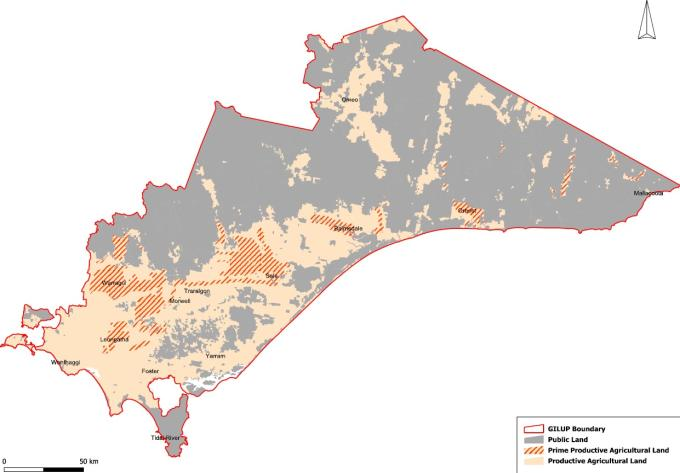 Omeo
Mallacoota
Orbost
Bairnsdale
Sale
Warragul
Traralgon
Morwell
Leongatha
Yarram
Wonthaggi
Foster
Tidal River
0 50 km
GILUP Boundary
Public Land
Prime Productive Agricultural Land
Productive Agricultural Land